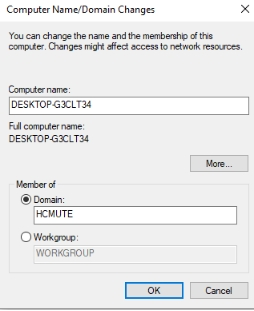 Computer Name/Domain Changes
You can change the name and the membership of this
computer. Changes might affect access to network resources.
Computer name:
DESKTOP-G3CLT34
Full computer name:
DESKTOP-G3CLT34
More...
Member of
Domain:
HCMUTE
Workgroup:
WORKGROUP
OK Cancel